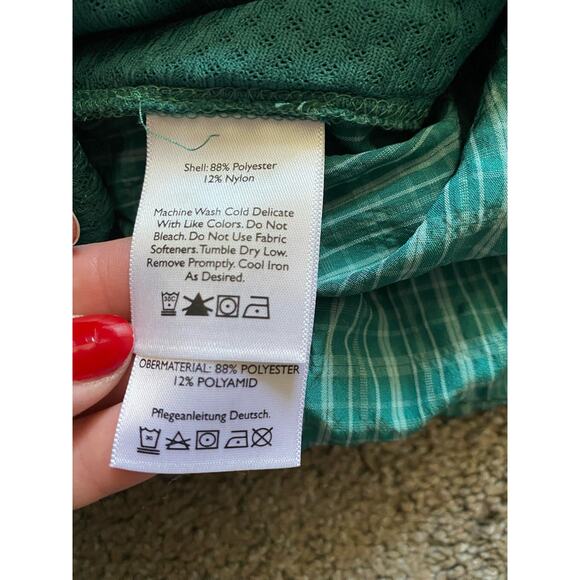 Shell: 88% Polyester
12% Nylon
Machine Wash Cold Delicate
With Like Colors. Do Not
Bleach. Do Not Use Fabric
Softeners. Tumble Dry Low.
Remove Promptly. Cool Iron
As Desired.
30C
OBERMATERIAL: 88% POLYESTER
12% POLYAMID
Pflegeanleitung Deutsch.